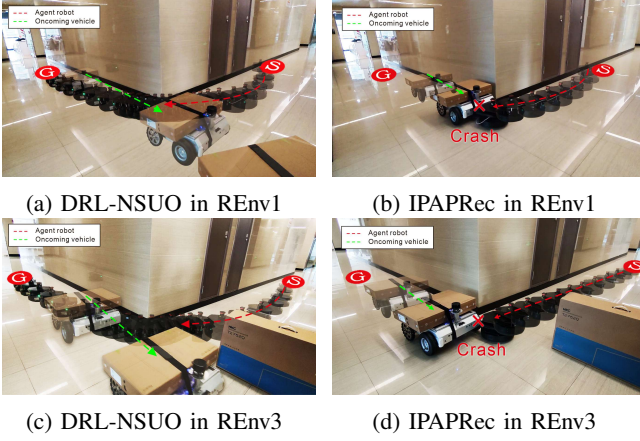 Agent robot
Oncoming vehicle
G
S
Agent robot
Oncoming vehicle
G
S
Crash
(a) DRL-NSUO in REnv1
(b) IPAPRec in REnv1
Agent robot
Oncoming vehicle
G
S
Agent robot
Oncoming vehicle
G
S
Crash
(c) DRL-NSUO in REnv3
(d) IPAPRec in REnv3